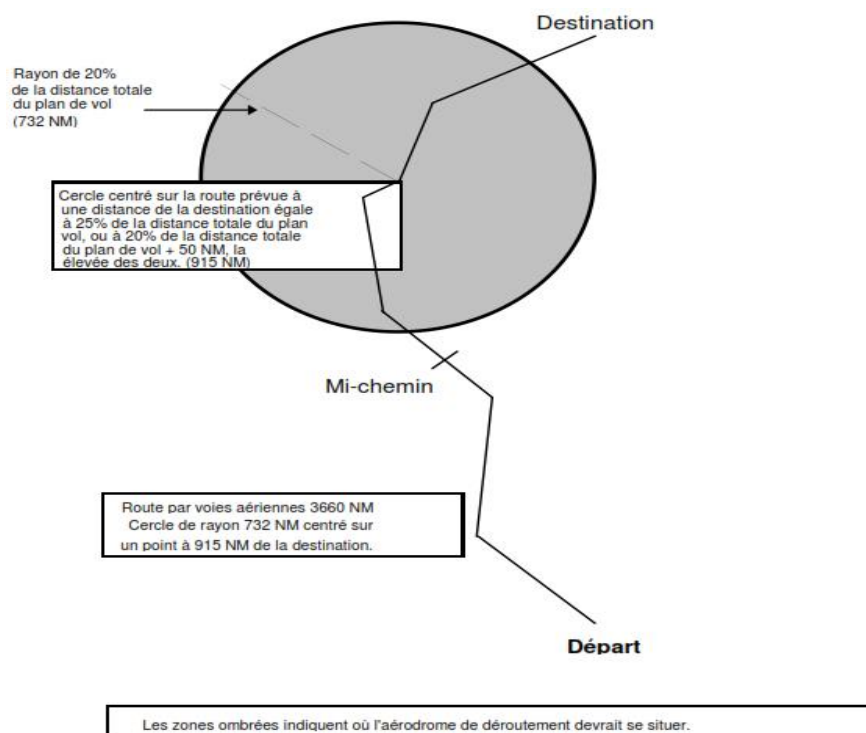 Destination
Rayon de 20%
de la distance totale
du plan de vol
(732 NM)
Cercle centré sur la route prévue à
une distance de la destination égale
à 25% de la distance totale du plan
vol, ou à 20% de la distance totale
du plan de vol + 50 NM, la
élevée des deux. (915 NM)
Mi-chemin
Route par voies aériennes 3660 NM
Cercle de rayon 732 NM centré sur
un point à 915 NM de la destination.
Départ
Les zones ombrées indiquent où l'aérodrome de déroutement devrait se situer.